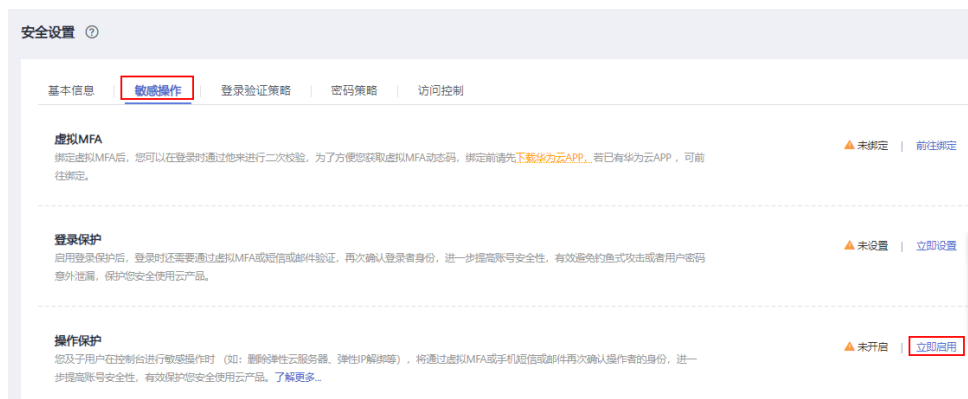 安全设置 ?
基本信息 | 敏感操作 | 登录验证策略 | 密码策略 | 访问控制
虚拟MFA
绑定虚拟MFA后，您可以在登录时通过他来进行二次校验，为了方便您获取虚拟MFA动态码，绑定前请先下载华为云APP，若已有华为云APP ，可前
往绑定。
未绑定 | 前往绑定
登录保护
启用登录保护后，登录时还需要通过虚拟MFA或短信或邮件验证，再次确认登录者身份，进一步提高账号安全性，有效避免钓鱼式攻击或者用户密码
意外泄漏，保护您安全使用云产品。
未设置 | 立即设置
操作保护
您及子用户在控制台进行敏感操作时 （如：删除弹性云服务器、弹性IP解绑等），将通过虚拟MFA或手机短信或邮件再次确认操作者的身份，进一
步提高账号安全性，有效保护您安全使用云产品。了解更多...
未开启 | 立即启用